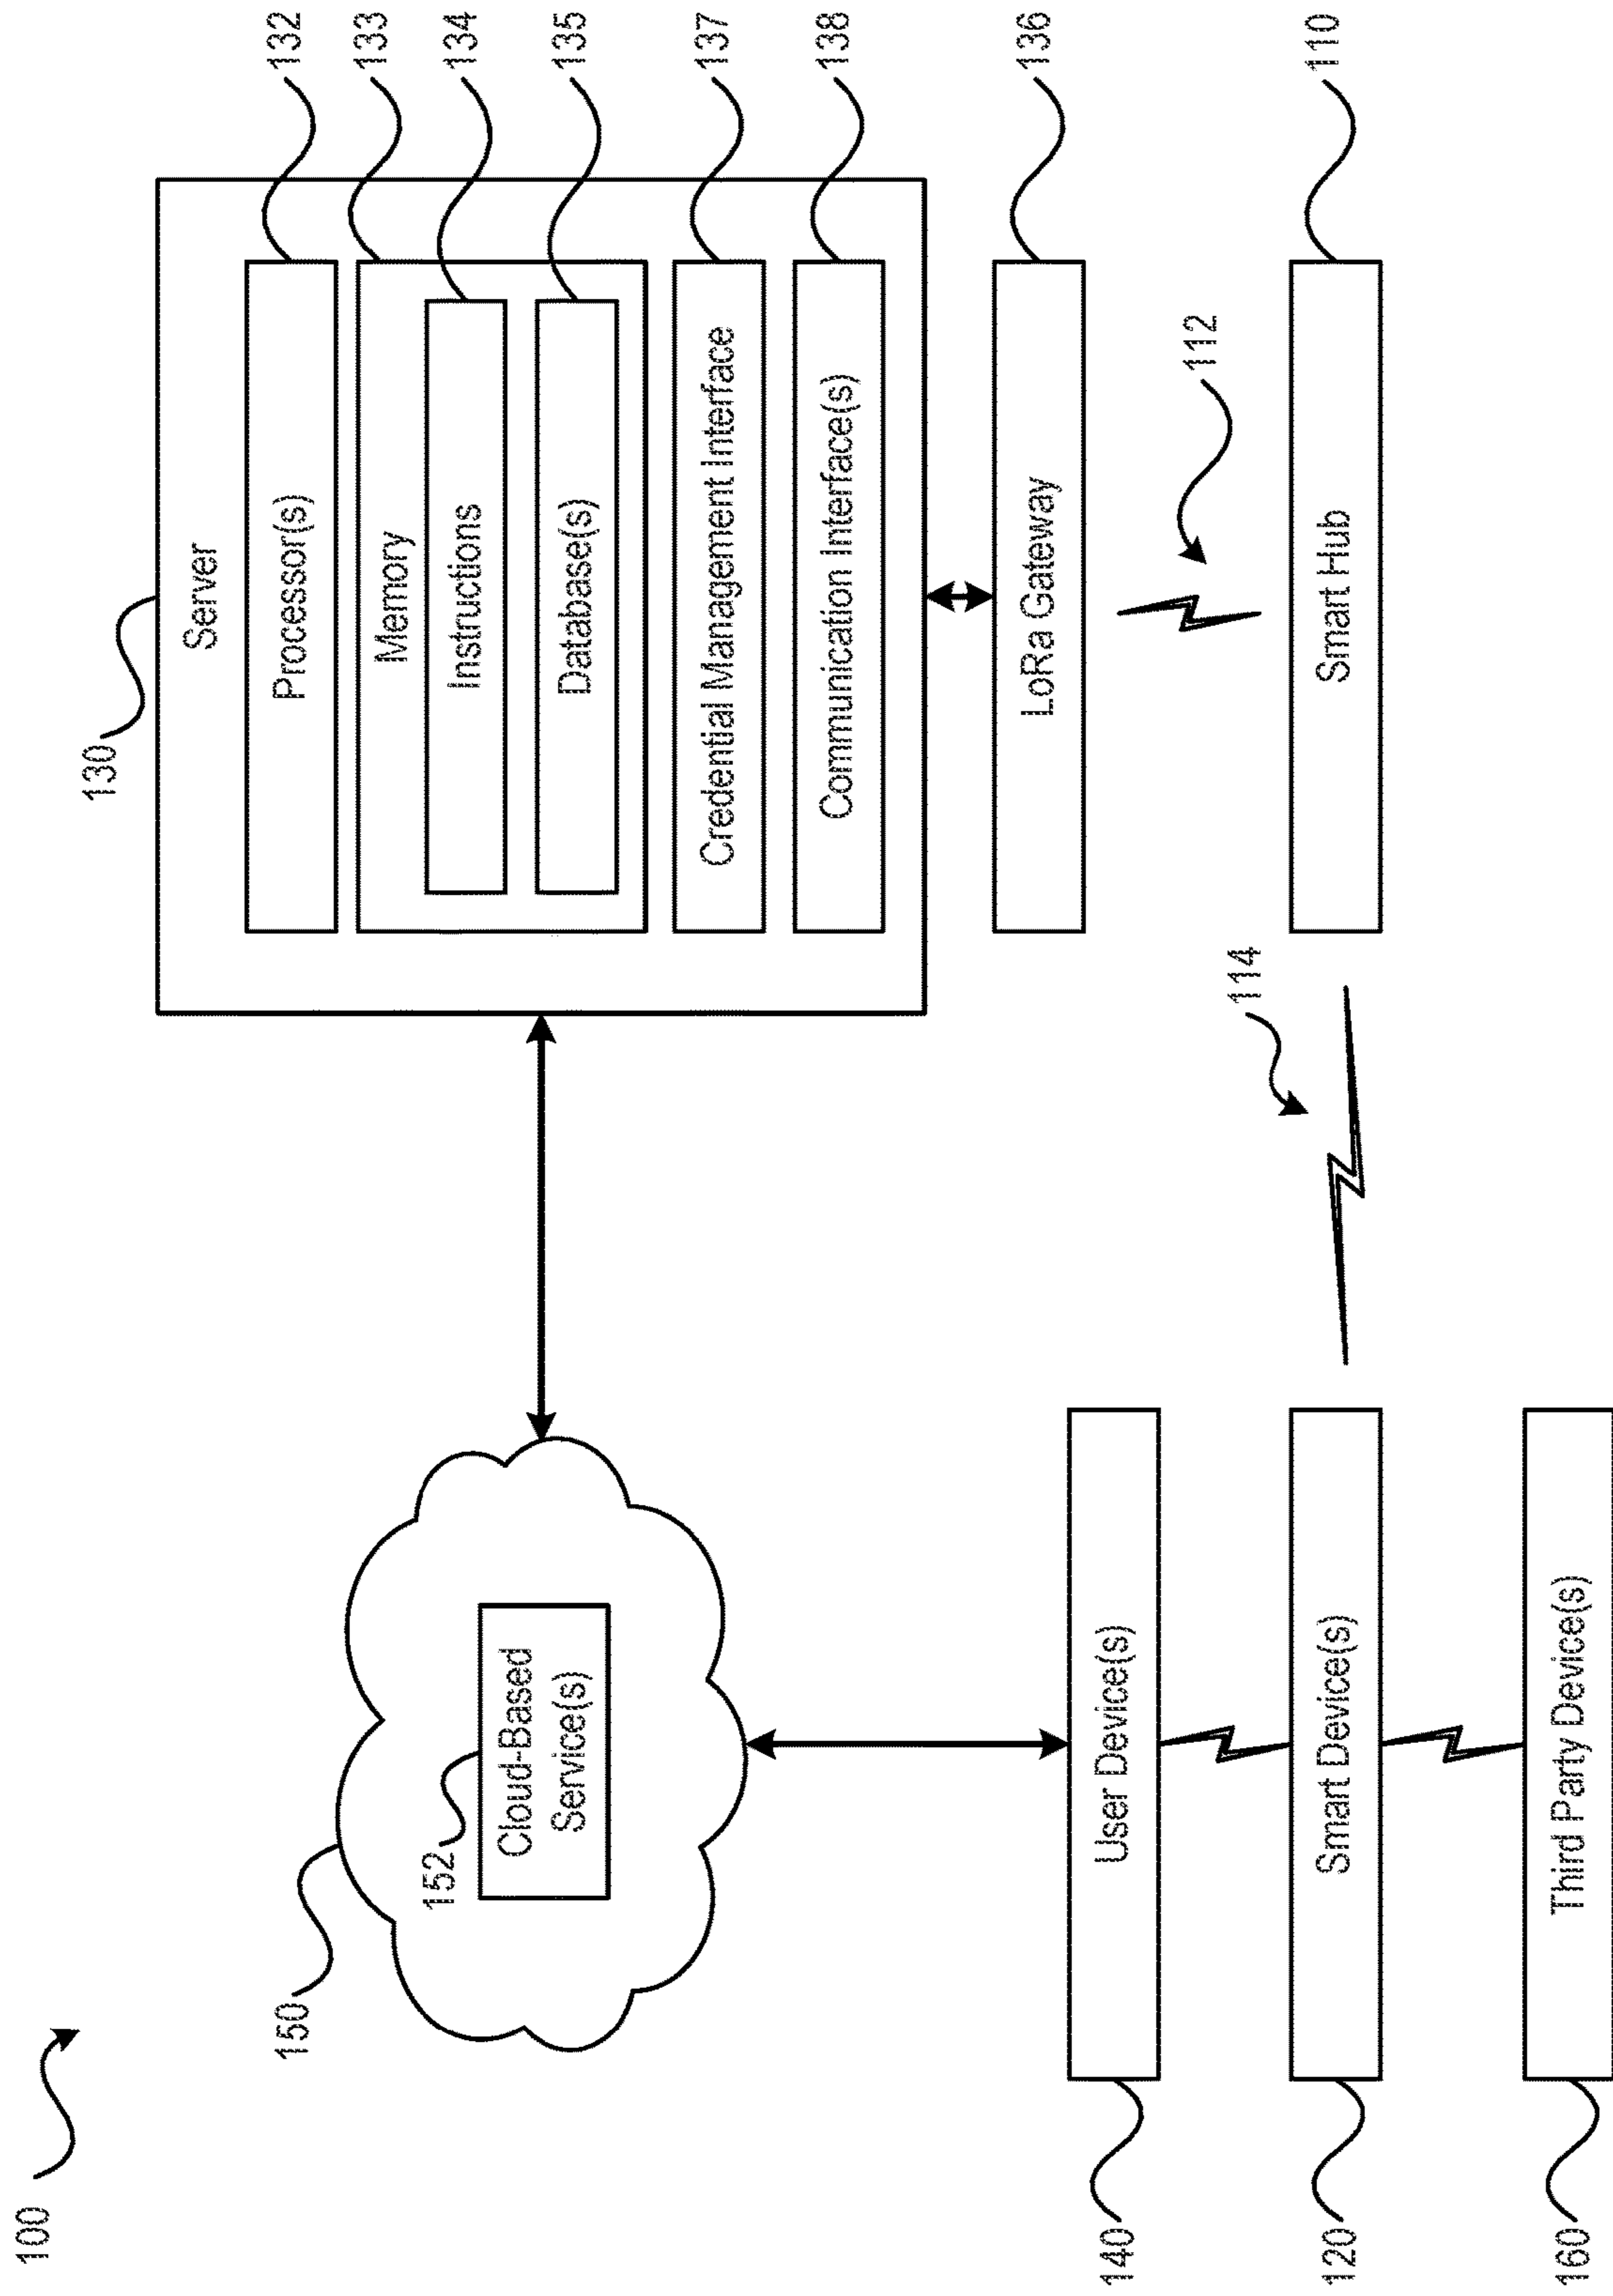 100
130
Server
Processor(s)
132
Memory
133
Instructions
134
Database(s)
135
Credential Management Interface
137
Communication Interface(s)
138
LoRa Gateway
136
112
Smart Hub
110
114
150
152
Cloud-Based
Service(s)
User Device(s)
140
Smart Device(s)
120
Third Party Device(s)
160